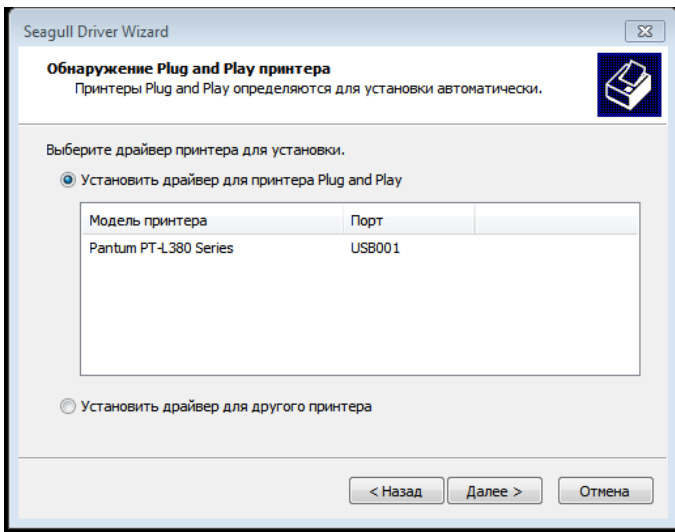 Seagull Driver Wizard
Обнаружение Plug and Play принтера
Принтеры Plug and Play определяются для установки автоматически.
Выберите драйвер принтера для установки.
Установить драйвер для принтера Plug and Play
Модель принтера Порт
Pantum PT-L380 Series USB001
Установить драйвер для другого принтера
< Назад Далее > Отмена